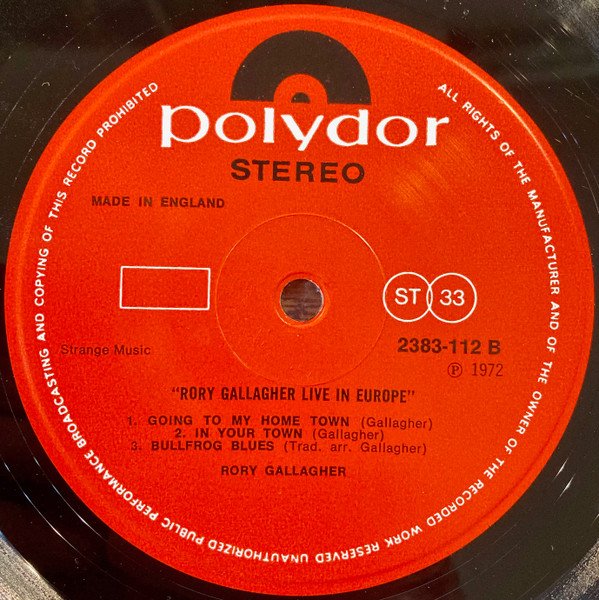 polydor
STEREO
MADE IN ENGLAND
ST 33
2383-112 B
Strange Music
℗ 1972
"RORY GALLAGHER LIVE IN EUROPE"
1. GOING TO MY HOME TOWN (Gallagher)
2. IN YOUR TOWN (Gallagher)
3. BULLFROG BLUES (Trad. arr. Gallagher)
RORY GALLAGHER
ALL RIGHTS OF THE MANUFACTURER AND OF THE OWNER OF THE RECORDED WORK RESERVED UNAUTHORIZED PUBLIC PERFORMANCE BROADCASTING AND COPYING OF THIS RECORD PROHIBITED